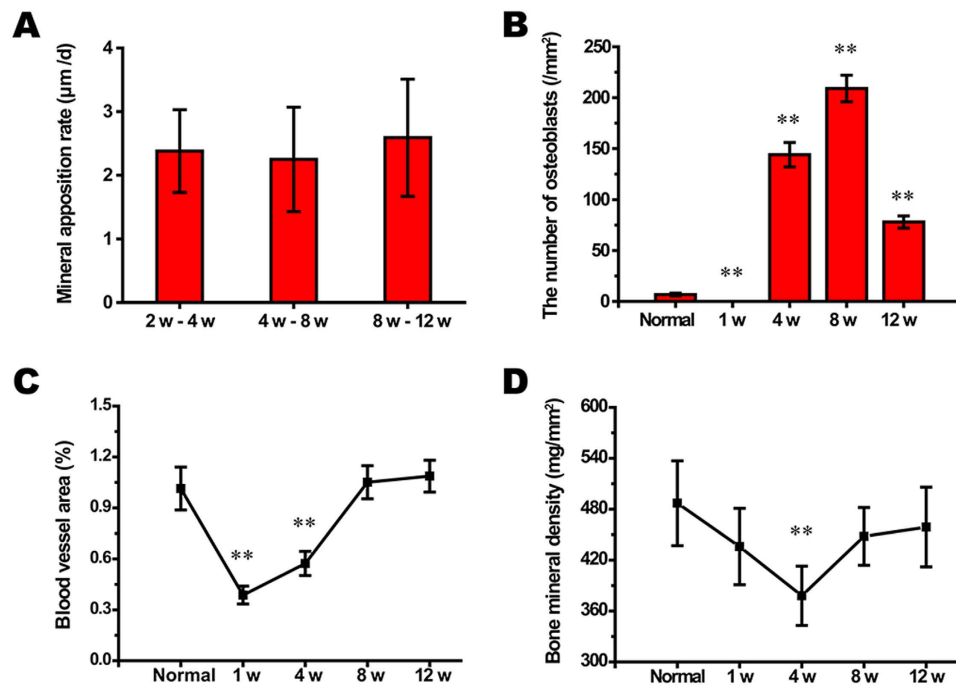 A
Mineral apposition rate (μm /d)
4
3
2
1
0
2 w - 4 w
4 w - 8 w
8 w - 12 w
B
The number of osteoblasts (/mm²)
250
200
150
100
50
0
**
**
**
**
Normal
1 w
4 w
8 w
12 w
C
Blood vessel area (%)
1.5
1.2
0.9
0.6
0.3
0.0
**
**
Normal
1 w
4 w
8 w
12 w
D
Bone mineral density (mg/mm²)
600
540
480
420
360
300
**
Normal
1 w
4 w
8 w
12 w